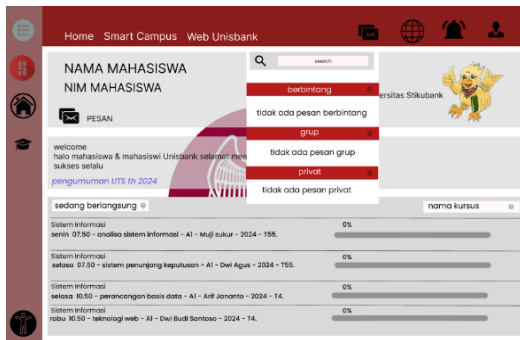 Home Smart Campus Web Unisbank
NAMA MAHASISWA
NIM MAHASISWA
PESAN
search
berbintang
tidak ada pesan berbintang
grup
tidak ada pesan grup
privat
tidak ada pesan privat
ersitas Stikubank
welcome
halo mahasiswa & mahasiswi Unisbank selamat men
sukses selalu
pengumuman UTS th 2024
sedang berlangsung
nama kursus
Sistem Informasi
0%
senin 07.50 - analisa sistem informasi - A1 - Muji sukur - 2024 - T55.
Sistem Informasi
0%
selasa 07.50 - sistem penunjang keputusan - A1 - Dwi Agus - 2024 - T55.
Sistem Informasi
0%
selasa 10.50 - perancangan basis data - A1 - Arif Jananto - 2024 - T4.
Sistem Informasi
0%
rabu 10.50 - teknologi web - A1 - Dwi Budi Santoso - 2024 - T4.